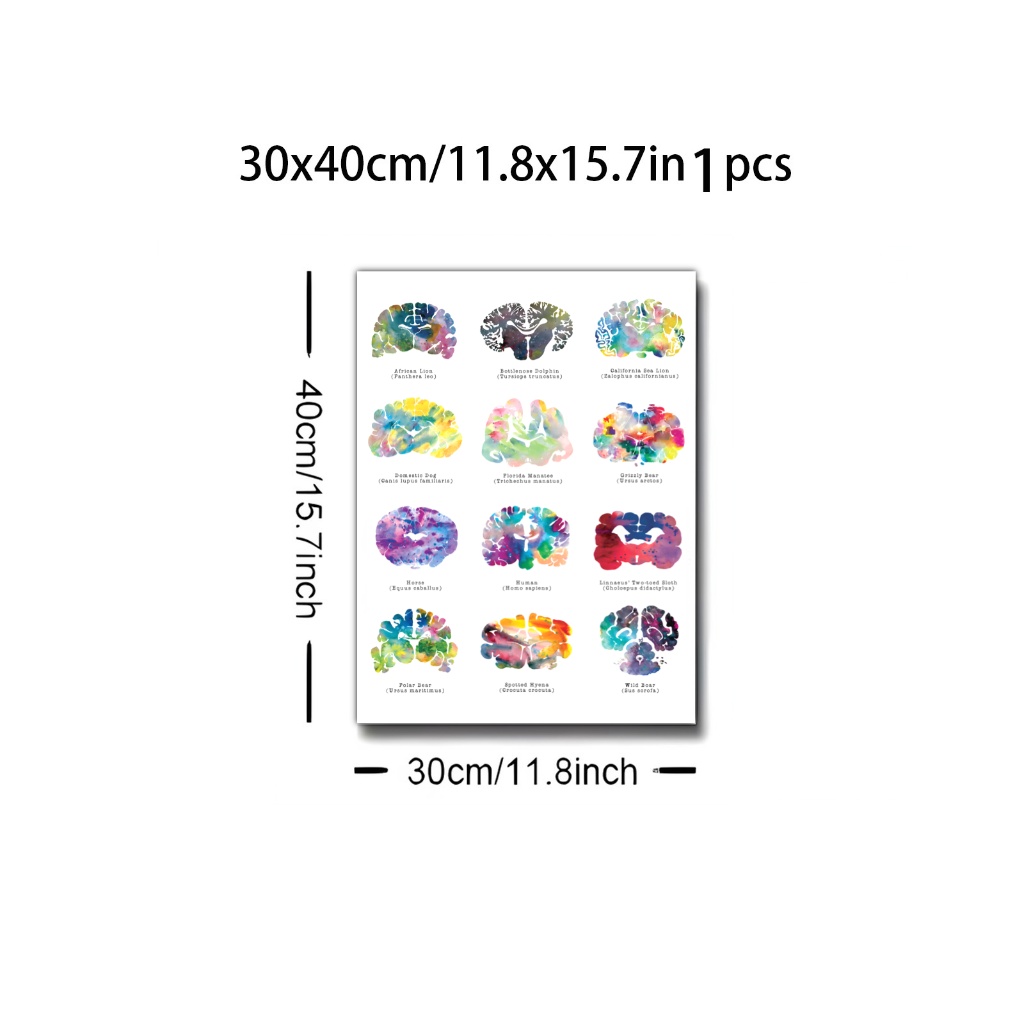 30x40cm/11.8x15.7in 1 pcs
40cm/15.7inch
African Lion
(Panthera leo)
Bottlenose Dolphin
(Tursiops truncatus)
California Sea Lion
(Zalophus californianus)
Domestic Dog
(Canis lupus familiaris)
Florida Manatee
(Trichechus manatus)
Grizzly Bear
(Ursus arctos)
Horse
(Equus caballus)
Human
(Homo sapiens)
Linnaeus' Two-toed Sloth
(Choloepus didactylus)
Polar Bear
(Ursus maritimus)
Spotted Hyena
(Crocuta crocuta)
Wild Boar
(Sus scrofa)
30cm/11.8inch